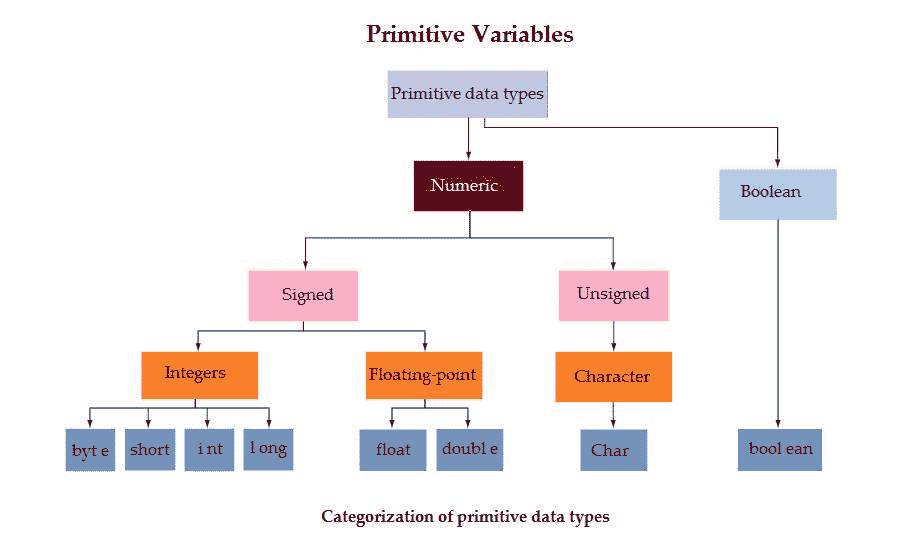 Primitive Variables
Primitive data types
Numeric
Boolean
Signed
Unsigned
Integers
Floating-point
Character
byt e
short
i nt
l ong
float
doubl e
Char
bool ean
Categorization of primitive data types